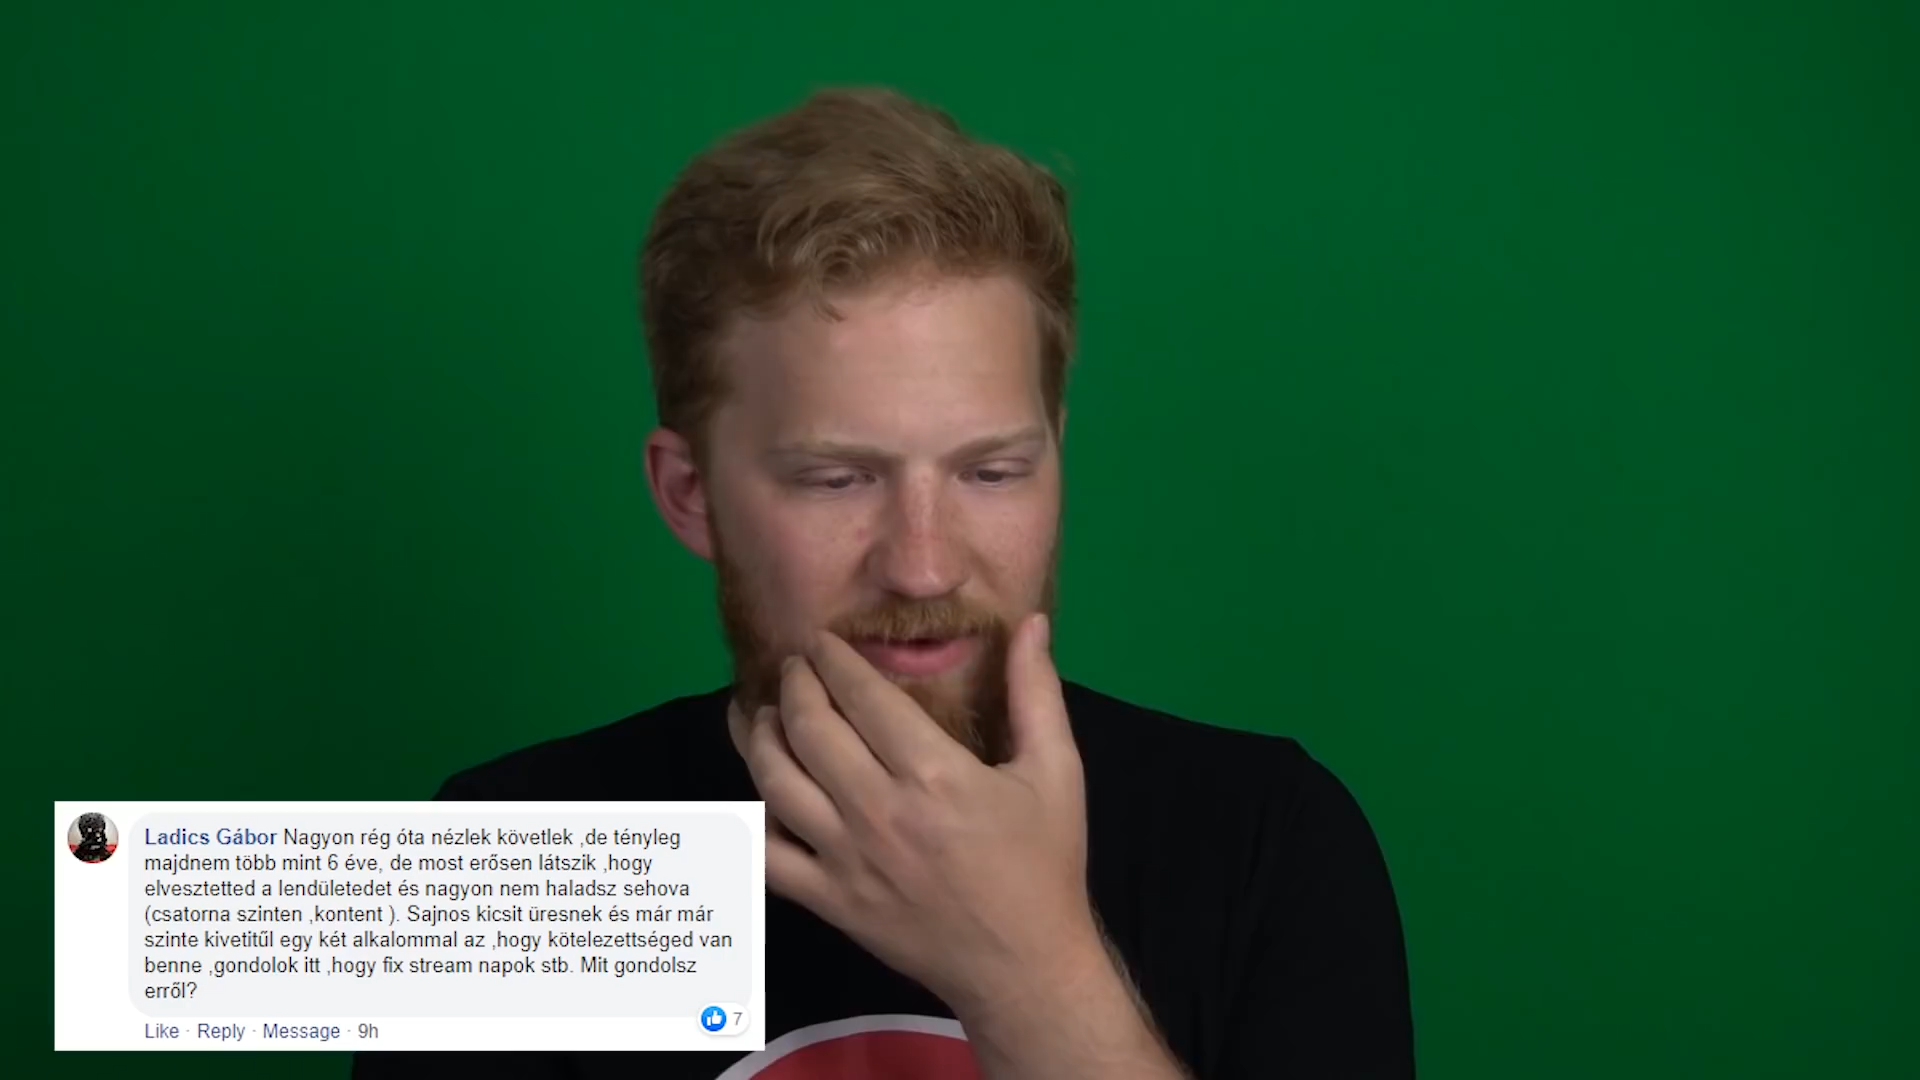 Ladics Gábor Nagyon rég óta nézlek követlek ,de tényleg
majdnem több mint 6 éve, de most erősen látszik ,hogy
elvesztetted a lendületedet és nagyon nem haladsz sehova
(csatorna szinten ,kontent ). Sajnos kicsit üresnek és már már
szinte kivetitűl egy két alkalommal az ,hogy kötelezettséged van
benne ,gondolok itt ,hogy fix stream napok stb. Mit gondolsz
erről?
7
Like · Reply · Message · 9h